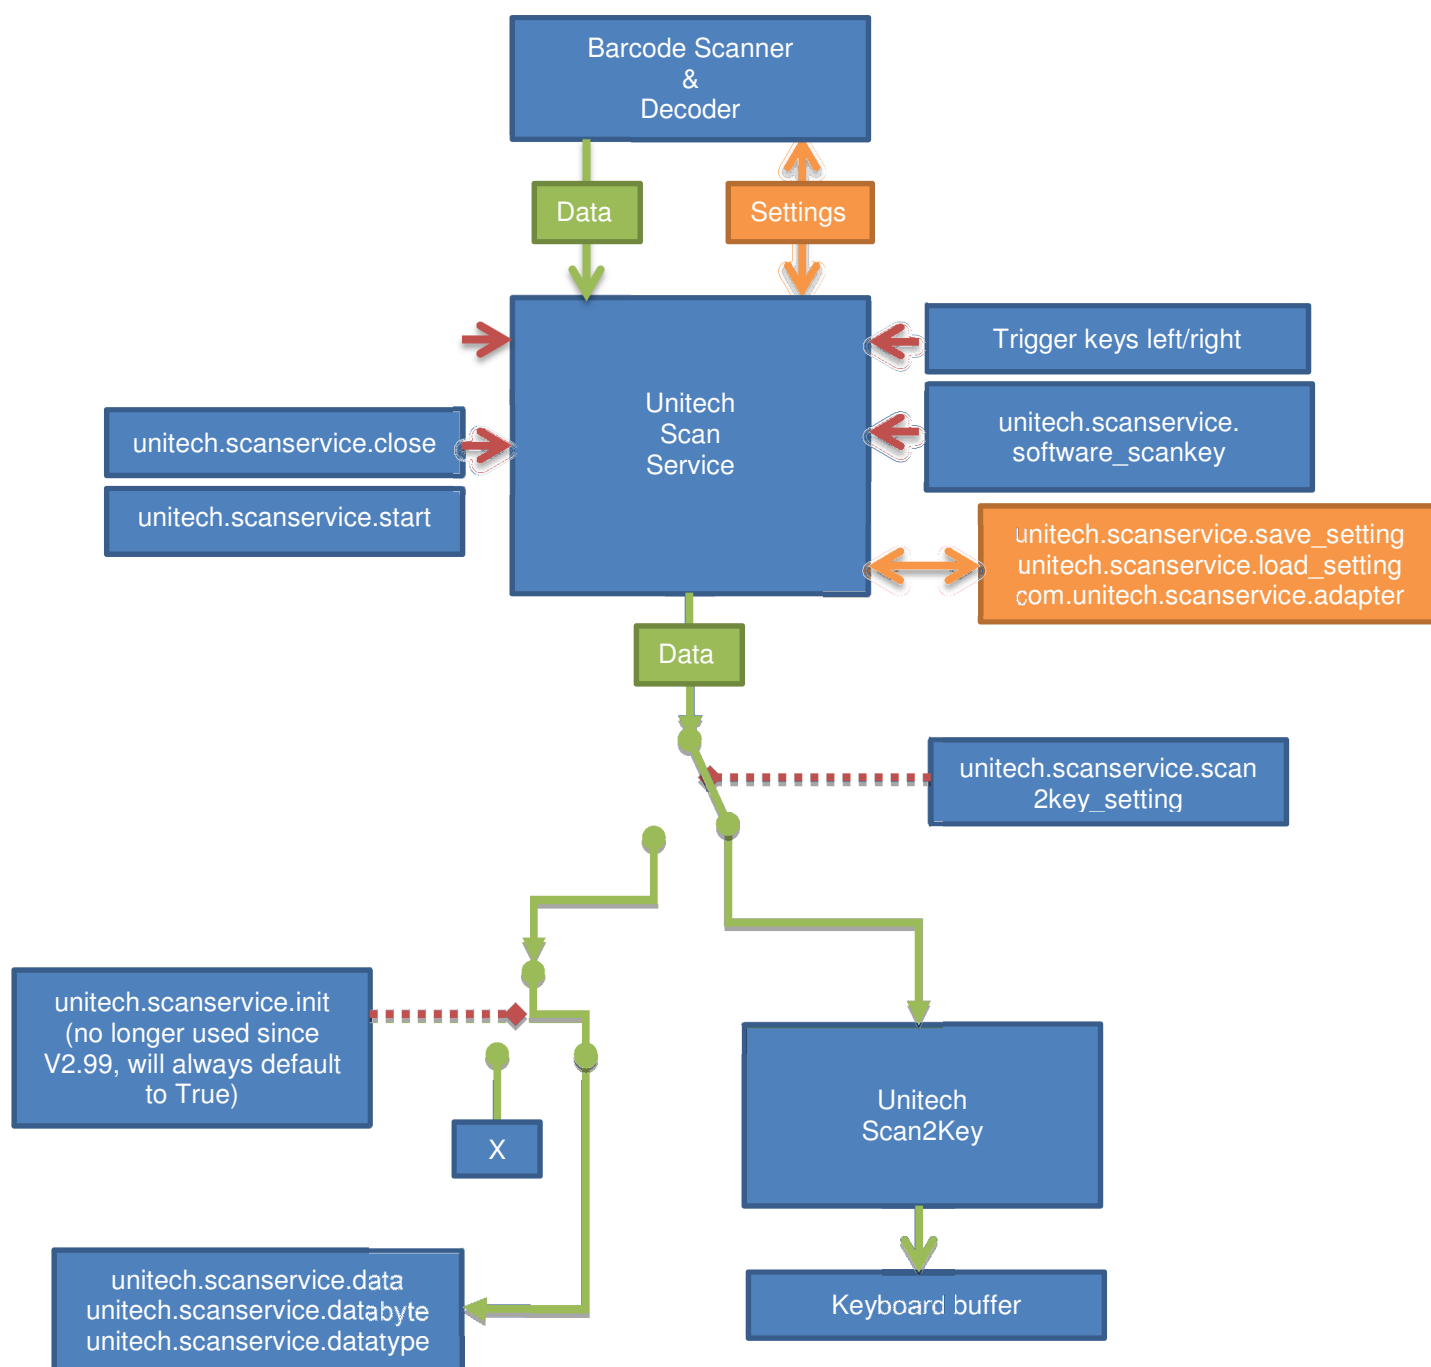 Barcode Scanner
&
Decoder
Data
Settings
Unitech
Scan
Service
Trigger keys left/right
unitech.scanservice.close
unitech.scanservice.
software_scankey
unitech.scanservice.start
unitech.scanservice.save_setting
unitech.scanservice.load_setting
com.unitech.scanservice.adapter
Data
unitech.scanservice.scan
2key_setting
unitech.scanservice.init
(no longer used since
V2.99, will always default
to True)
X
Unitech
Scan2Key
unitech.scanservice.data
unitech.scanservice.databyte
unitech.scanservice.datatype
Keyboard buffer